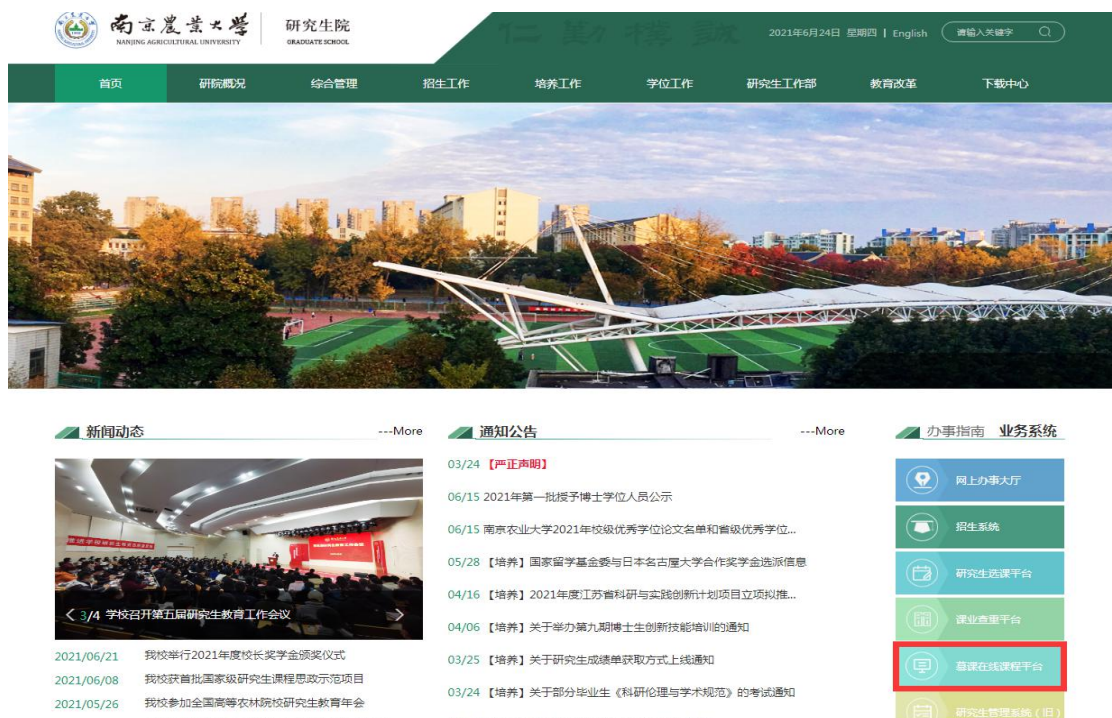 南京農業大學
NANJING AGRICULTURAL UNIVERSITY
研究生院
GRADUATE SCHOOL
2021年6月24日 星期四 | English
请输入关键字
首页 研院概况 综合管理 招生工作 培养工作 学位工作 研究生工作部 教育改革 下载中心
新闻动态 ---More
3/4 学校召开第五届研究生教育工作会议
2021/06/21 我校举行2021年度校长奖学金颁奖仪式
2021/06/08 我校获首批国家级研究生课程思政示范项目
2021/05/26 我校参加全国高等农林院校研究生教育年会
通知公告 ---More
03/24 【严正声明】
06/15 2021年第一批授予博士学位人员公示
06/15 南京农业大学2021年校级优秀学位论文名单和省级优秀学位...
05/28 【培养】国家留学基金委与日本名古屋大学合作奖学金选派信息
04/16 【培养】2021年度江苏省科研与实践创新计划项目立项拟推...
04/06 【培养】关于举办第九期博士生创新技能培训的通知
03/25 【培养】关于研究生成绩单获取方式上线通知
03/24 【培养】关于部分毕业生《科研伦理与学术规范》的考试通知
办事指南 业务系统
网上办事大厅
招生系统
研究生选课平台
课业查重平台
慕课在线课程平台
研究生管理系统（旧）